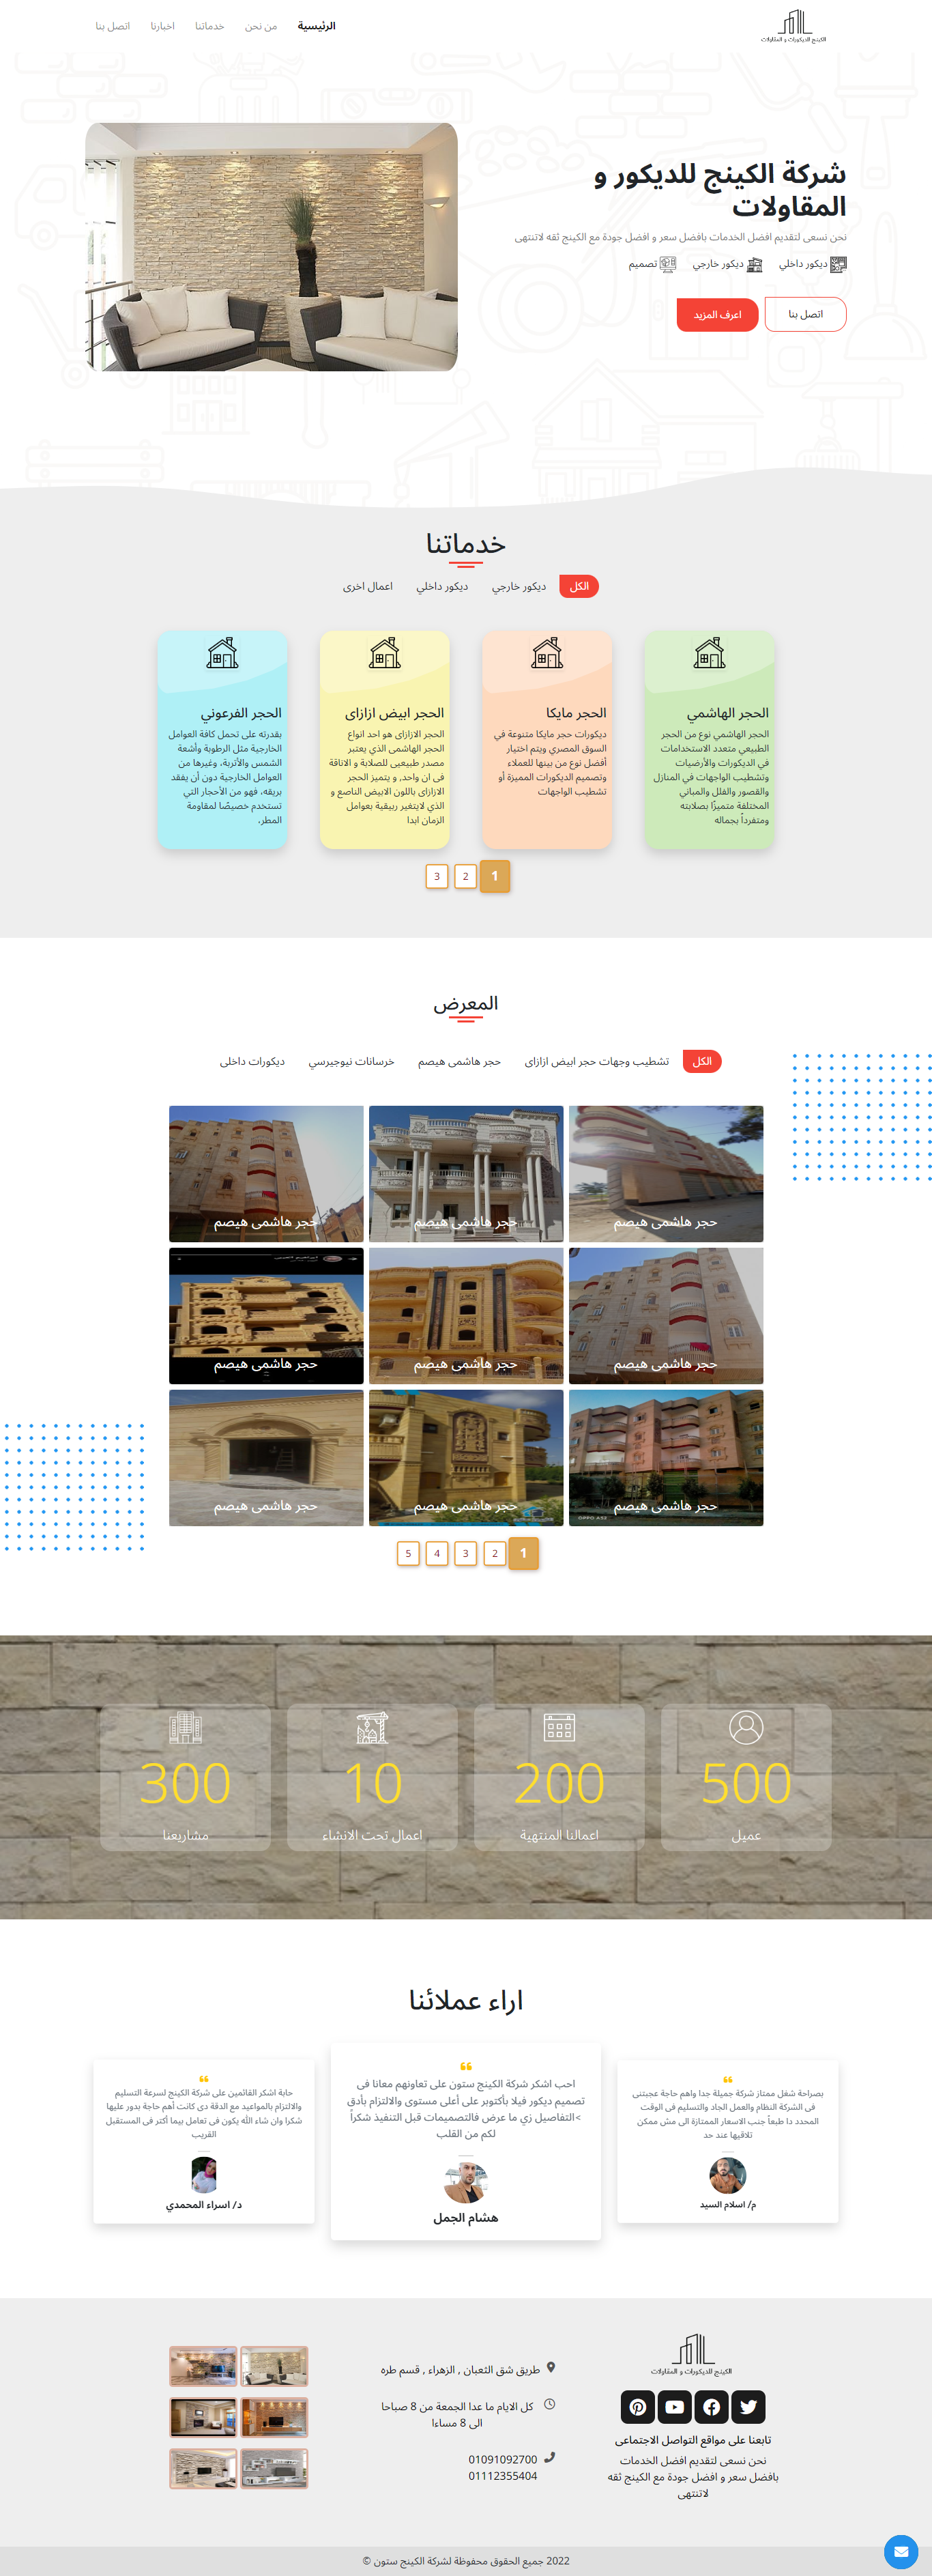 الكينج للديكورات و المقاولات
الرئيسية
من نحن
خدماتنا
اخبارنا
اتصل بنا
شركة الكينج للديكور و
المقاولات
نحن نسعى لتقديم افضل الخدمات بافضل سعر و افضل جودة مع الكينج ثقه لاتنتهى
ديكور داخلي
ديكور خارجي
تصميم
اتصل بنا
اعرف المزيد
خدماتنا
الكل
ديكور خارجي
ديكور داخلي
اعمال اخرى
الحجر الهاشمي
الحجر الهاشمي نوع من الحجر
الطبيعي متعدد الاستخدامات
في الديكورات والأرضيات
وتشطيب الواجهات في المنازل
والقصور والفلل والمباني
المختلفة متميزًا بصلابته
ومتفرداً بجماله
الحجر مايكا
ديكورات حجر مايكا متنوعة في
السوق المصري ويتم اختيار
أفضل نوع من بينها للعملاء
وتصميم الديكورات المميزة أو
تشطيب الواجهات
الحجر ابيض ازازاى
الحجر الازازاى هو احد انواع
الحجر الهاشمى الذي يعتبر
مصدر طبيعيى للصلابة و الاناقة
فى ان واحد, و يتميز الحجر
الازازاى باللون الابيض الناصع و
الذي لايتغير ربيقية بعوامل
الزمان ابدا
الحجر الفرعوني
بقدرته على تحمل كافة العوامل
الخارجية مثل الرطوبة وأشعة
الشمس والأتربة، وغيرها من
العوامل الخارجية دون أن يفقد
بريقه، فهو من الأحجار التي
تستخدم خصيصًا لمقاومة
المطر،
1
2
3
المعرض
الكل
تشطيب وجهات حجر ابيض ازازاى
حجر هاشمى هيصم
خرسانات نيوجيرسي
ديكورات داخلى
حجر هاشمى هيصم
حجر هاشمى هيصم
حجر هاشمى هيصم
حجر هاشمى هيصم
حجر هاشمى هيصم
حجر هاشمى هيصم
حجر هاشمى هيصم
OPPO A92
حجر هاشمى هيصم
حجر هاشمى هيصم
1
2
3
4
5
500
عميل
200
اعمالنا المنتهية
10
اعمال تحت الانشاء
300
مشاريعنا
اراء عملائنا
بصراحة شغل ممتاز شركة جميلة جدا واهم حاجة عجبتنى
فى الشركة النظام والعمل الجاد والتسليم فى الوقت
المحدد دا طبعاً جنب الاسعار الممتازة الى مش ممكن
تلاقيها عند حد
م/ اسلام السيد
احب اشكر شركة الكينج ستون على تعاونهم معانا فى
تصميم ديكور فيلا بأكتوبر على أعلى مستوى والالتزام بأدق
>التفاصيل زي ما عرض فالتصميمات قبل التنفيذ شكراً
لكم من القلب
هشام الجمل
حابة اشكر القائمين على شركة الكينج لسرعة التسليم
والالتزام بالمواعيد مع الدقة دى كانت أهم حاجة بدور عليها
شكرا وان شاء الله يكون فى تعامل بيما أكتر فى المستقبل
القريب
د/ اسراء المحمدي
الكينج للديكورات و المقاولات
تابعنا على مواقع التواصل الاجتماعى
نحن نسعى لتقديم افضل الخدمات
بافضل سعر و افضل جودة مع الكينج ثقه
لاتنتهى
طريق شق الثعبان , الزهراء , قسم طره
كل الايام ما عدا الجمعة من 8 صباحا
الى 8 مساءا
01091092700
01112355404
2022 جميع الحقوق محفوظة لشركة الكينج ستون ©